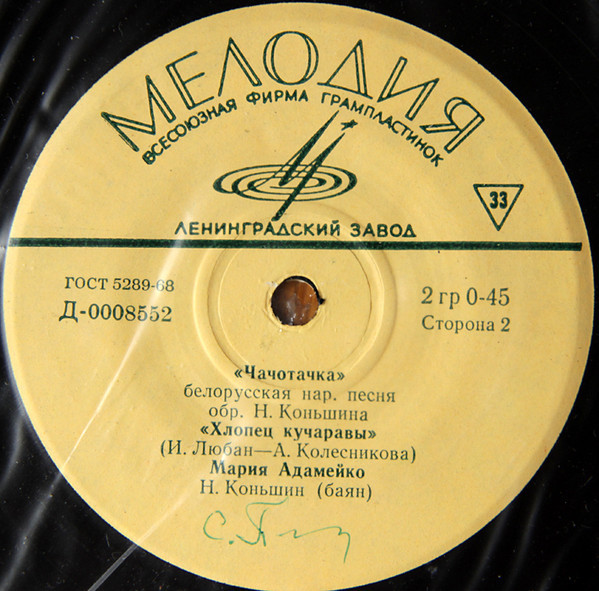 МЕЛОДИЯ
ВСЕСОЮЗНАЯ ФИРМА ГРАМПЛАСТИНОК
33
ЛЕНИНГРАДСКИЙ ЗАВОД
ГОСТ 5289-68
Д-0008552
2 гр 0-45
Сторона 2
«Чачотачка»
белорусская нар. песня
обр. Н. Коньшина
«Хлопец кучаравы»
(И. Любан—А. Колесникова)
Мария Адамейко
Н. Коньшин (баян)